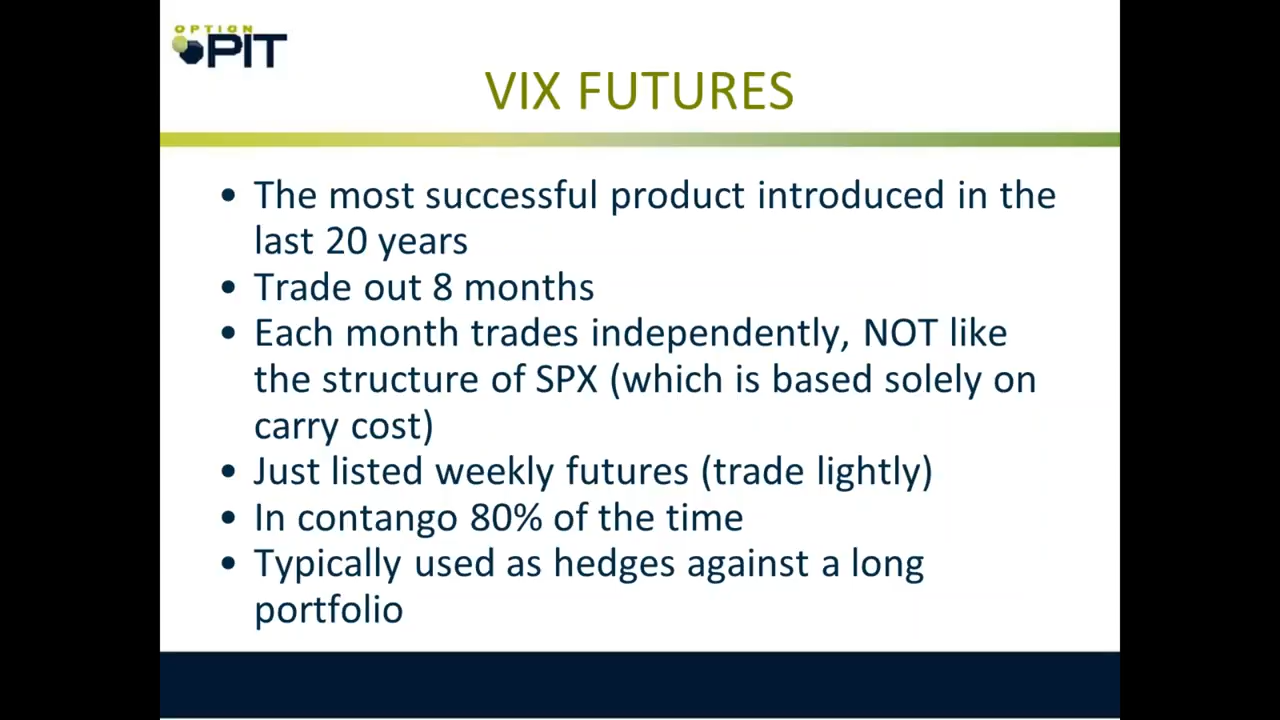 OPTION
PIT
VIX FUTURES
• The most successful product introduced in the
last 20 years
• Trade out 8 months
• Each month trades independently, NOT like
the structure of SPX (which is based solely on
carry cost)
• Just listed weekly futures (trade lightly)
• In contango 80% of the time
• Typically used as hedges against a long
portfolio